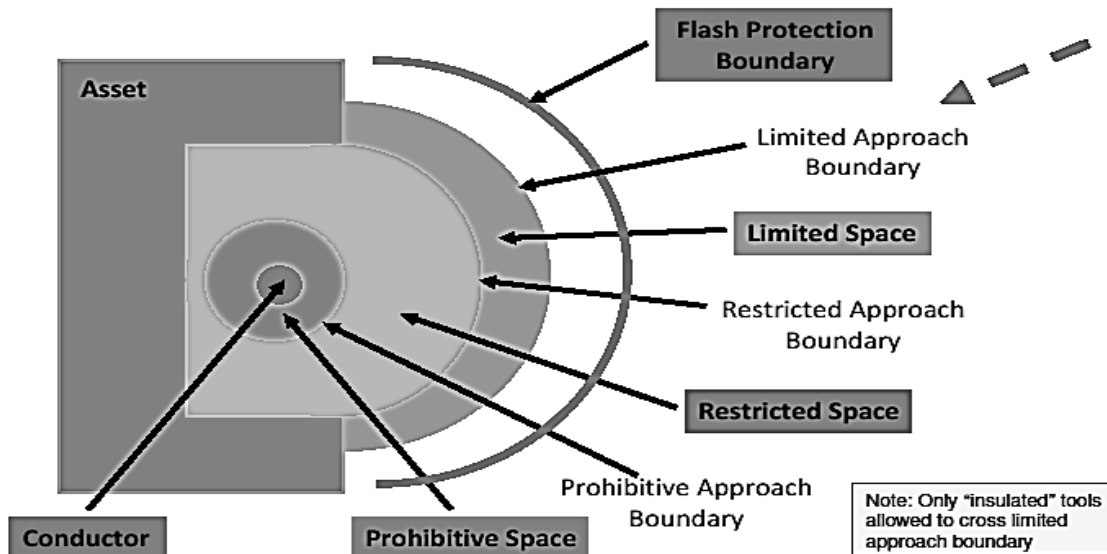 Flash Protection
Boundary
Asset
Limited Approach
Boundary
Limited Space
Restricted Approach
Boundary
Restricted Space
Prohibitive Approach
Boundary
Conductor
Prohibitive Space
Note: Only “insulated” tools
allowed to cross limited
approach boundary